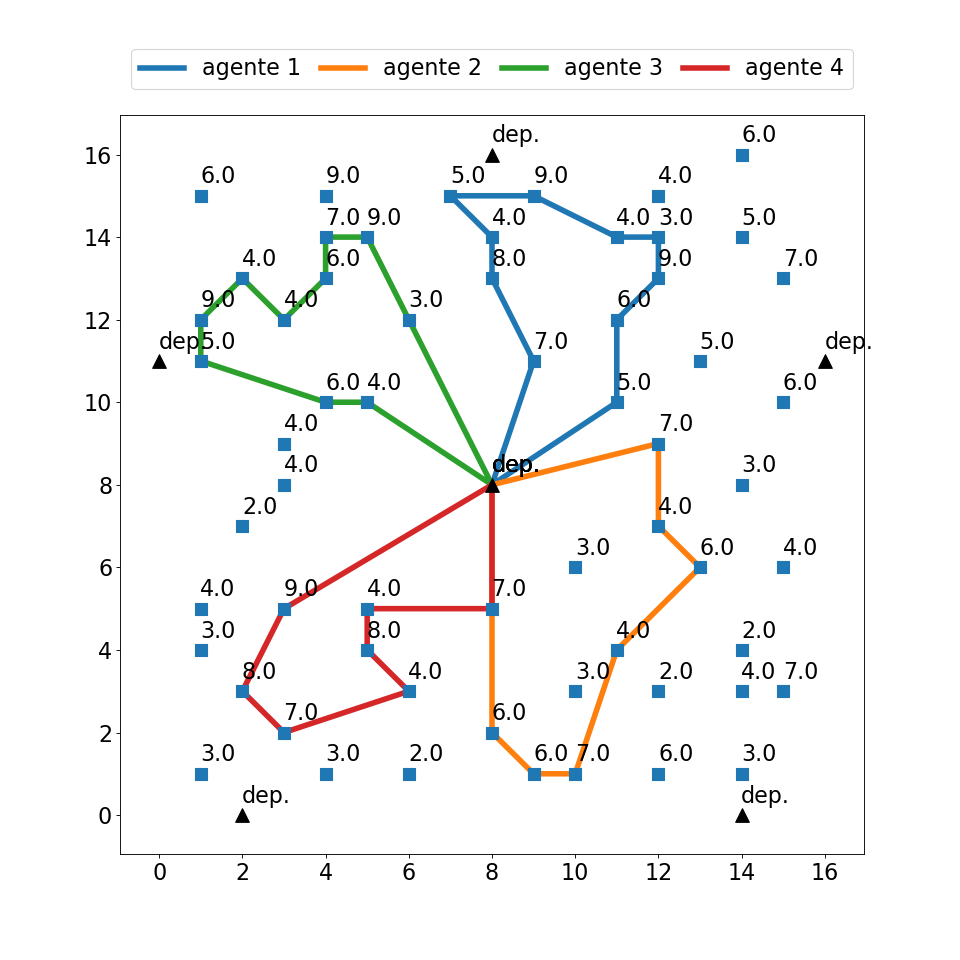 agente 1 agente 2 agente 3 agente 4
dep. 6.0
16
6.0 9.0 5.0 9.0 4.0
7.0 9.0 4.0 4.0 3.0 5.0
14
4.0 6.0 8.0 9.0 7.0
9.0 4.0 3.0 6.0
12
dep. 5.0 7.0 5.0 dep.
6.0 4.0 5.0 6.0
10
4.0 7.0
4.0 dep. 3.0
8
2.0 4.0
3.0 6.0 4.0
6
4.0 9.0 4.0 7.0
3.0 8.0 4.0 2.0
4
8.0 4.0 3.0 2.0 4.0 7.0
7.0 6.0
2
3.0 3.0 2.0 6.0 7.0 6.0 3.0
dep. dep.
0
0 2 4 6 8 10 12 14 16